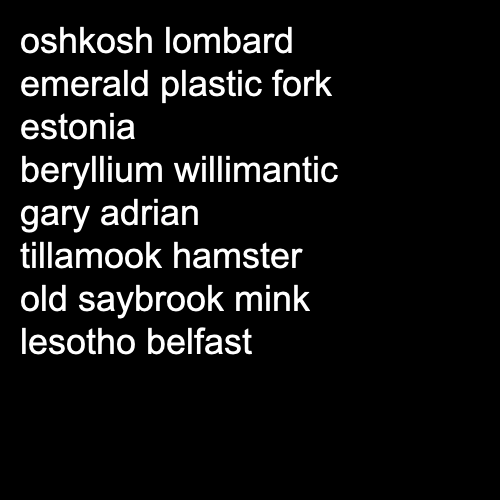 oshkosh lombard
emerald plastic fork
estonia
beryllium willimantic
gary adrian
tillamook hamster
old saybrook mink
lesotho belfast